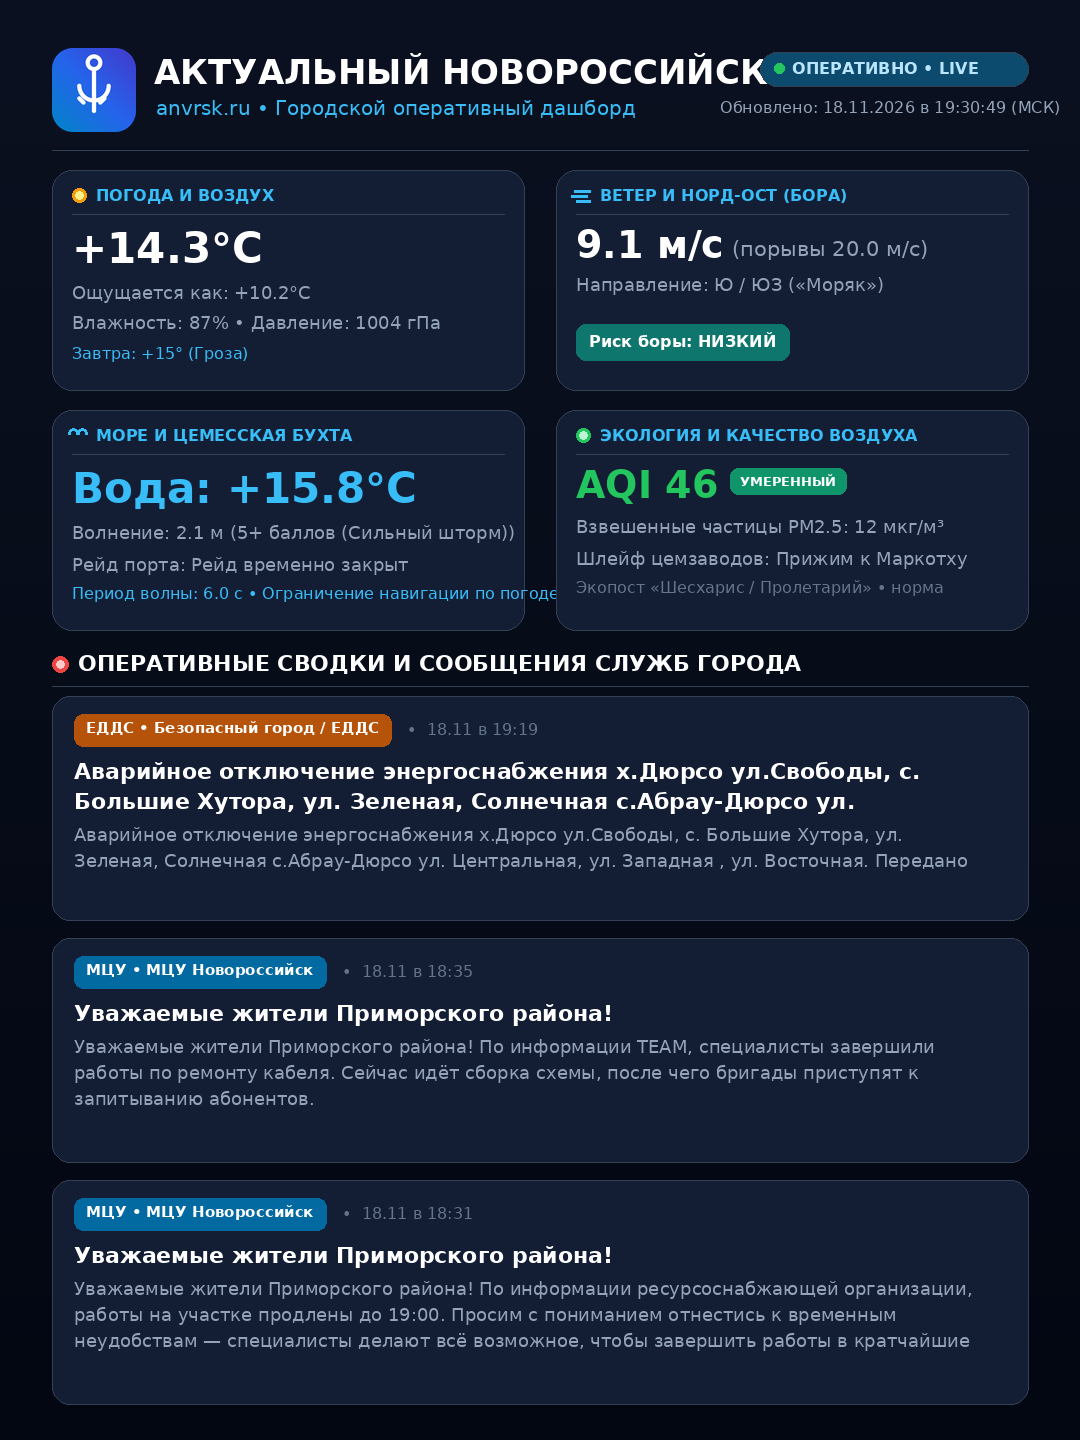 АКТУАЛЬНЫЙ НОВОРОССИЙСК
ОПЕРАТИВНО • LIVE
anvrsk.ru • Городской оперативный дашборд
Обновлено: 18.11.2026 в 19:30:49 (МСК)
ПОГОДА И ВОЗДУХ
+14.3°C
Ощущается как: +10.2°C
Влажность: 87% • Давление: 1004 гПа
Завтра: +15° (Гроза)
ВЕТЕР И НОРД-ОСТ (БОРА)
9.1 м/с (порывы 20.0 м/с)
Направление: Ю / ЮЗ («Моряк»)
Риск боры: НИЗКИЙ
МОРЕ И ЦЕМЕССКАЯ БУХТА
Вода: +15.8°C
Волнение: 2.1 м (5+ баллов (Сильный шторм))
Рейд порта: Рейд временно закрыт
Период волны: 6.0 с • Ограничение навигации по погоде
ЭКОЛОГИЯ И КАЧЕСТВО ВОЗДУХА
AQI 46 УМЕРЕННЫЙ
Взвешенные частицы PM2.5: 12 мкг/м³
Шлейф цемзаводов: Прижим к Маркотху
Экопост «Шесхарис / Пролетарий» • норма
ОПЕРАТИВНЫЕ СВОДКИ И СООБЩЕНИЯ СЛУЖБ ГОРОДА
ЕДДС • Безопасный город / ЕДДС • 18.11 в 19:19
Аварийное отключение энергоснабжения х.Дюрсо ул.Свободы, с.
Большие Хутора, ул. Зеленая, Солнечная с.Абрау-Дюрсо ул.
Аварийное отключение энергоснабжения х.Дюрсо ул.Свободы, с. Большие Хутора, ул.
Зеленая, Солнечная с.Абрау-Дюрсо ул. Центральная, ул. Западная , ул. Восточная. Передано
МЦУ • МЦУ Новороссийск • 18.11 в 18:35
Уважаемые жители Приморского района!
Уважаемые жители Приморского района! По информации TEAM, специалисты завершили
работы по ремонту кабеля. Сейчас идёт сборка схемы, после чего бригады приступят к
запитыванию абонентов.
МЦУ • МЦУ Новороссийск • 18.11 в 18:31
Уважаемые жители Приморского района!
Уважаемые жители Приморского района! По информации ресурсоснабжающей организации,
работы на участке продлены до 19:00. Просим с пониманием отнестись к временным
неудобствам — специалисты делают всё возможное, чтобы завершить работы в кратчайшие